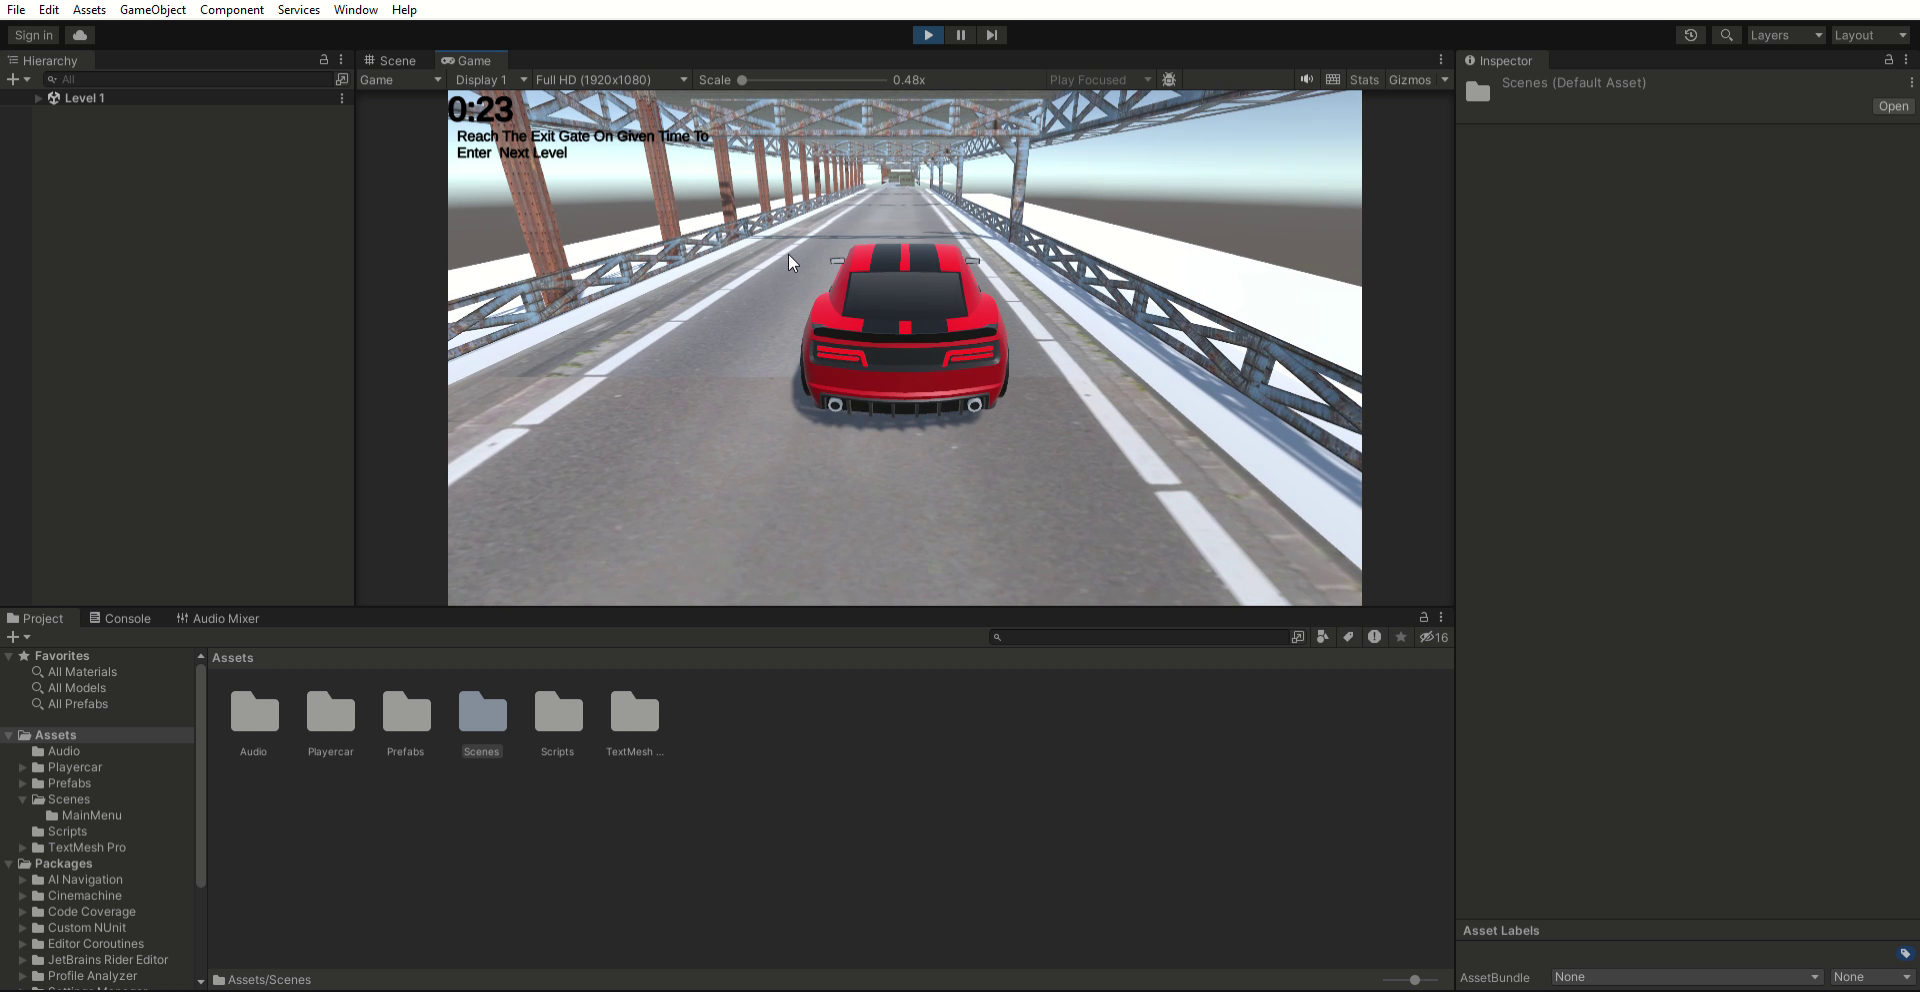 File Edit Assets GameObject Component Services Window Help
Sign in
Layers
Layout
Hierarchy
Scene
Game
Inspector
All
Game
Display 1
Full HD (1920x1080)
Scale
0.48x
Play Focused
Stats
Gizmos
Scenes (Default Asset)
Open
Level 1
0:23
Reach The Exit Gate On Given Time To
Enter Next Level
Project
Console
Audio Mixer
16
Favorites
All Materials
All Models
All Prefabs
Assets
Audio
Playercar
Prefabs
Scenes
MainMenu
Scripts
TextMesh Pro
Packages
AI Navigation
Cinemachine
Code Coverage
Custom NUnit
Editor Coroutines
JetBrains Rider Editor
Profile Analyzer
Assets
Audio
Playercar
Prefabs
Scenes
Scripts
TextMesh ...
Assets/Scenes
Asset Labels
AssetBundle
None
None